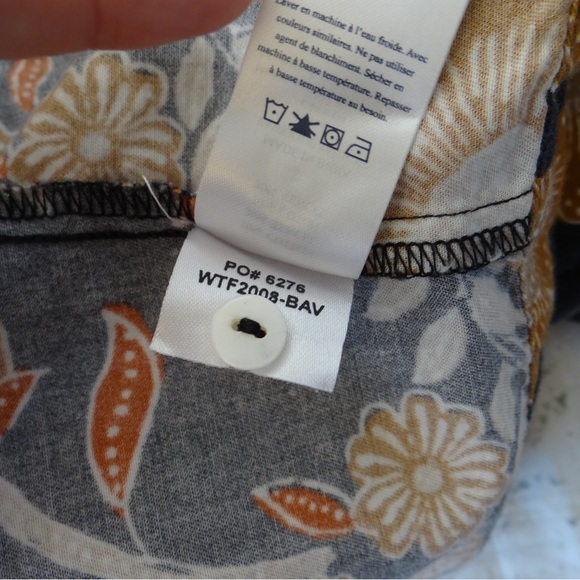 Laver en machine à l'eau froide. Avec
couleurs similaires. Ne pas utiliser
agent de blanchiment. Sécher en
machine à basse température. Repasser
à basse température au besoin.
PO# 6276
WTF2008-BAV